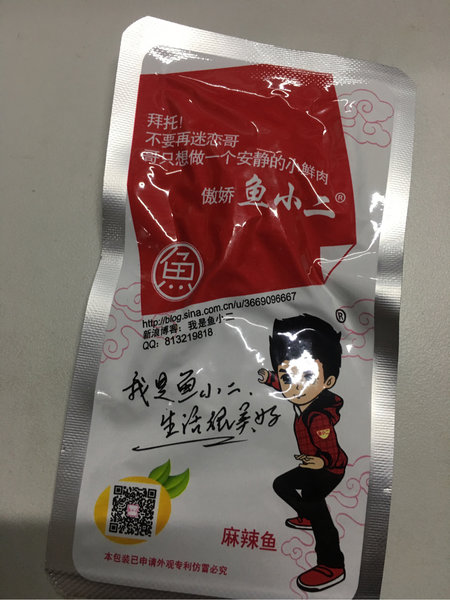 拜托!
不要再迷恋哥
哥只想做一个安静的小鲜肉
傲娇 鱼小二®
魚
http://blog.sina.com.cn/u/3669096667
新浪博客：我是鱼小二
QQ：813219818
®
我是鱼小二、
生活很美好
麻辣鱼
本包装已申请外观专利仿冒必究